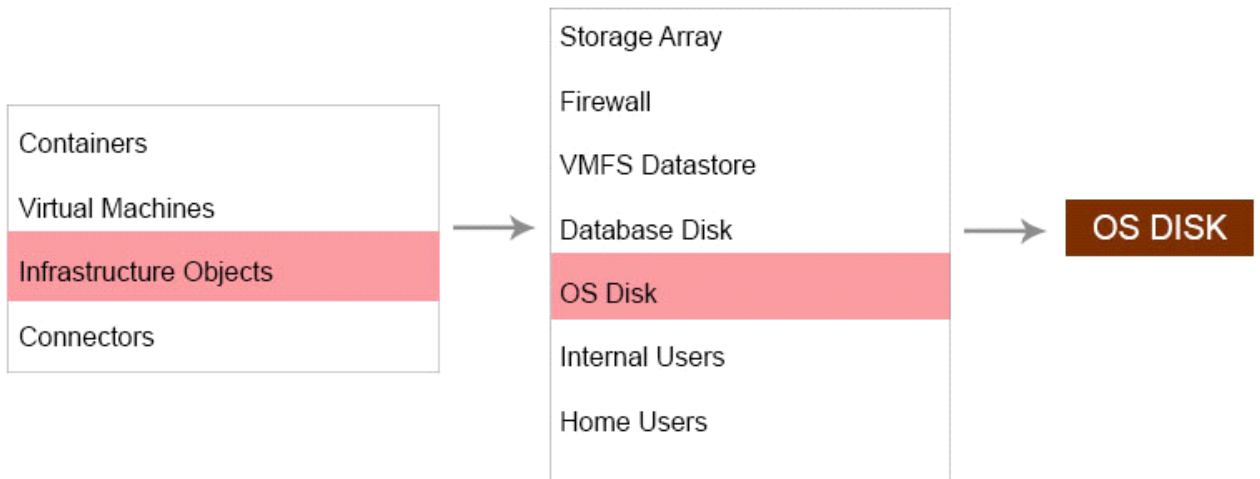 Containers
Virtual Machines
Infrastructure Objects
Connectors
Storage Array
Firewall
VMFS Datastore
Database Disk
OS Disk
Internal Users
Home Users
OS DISK